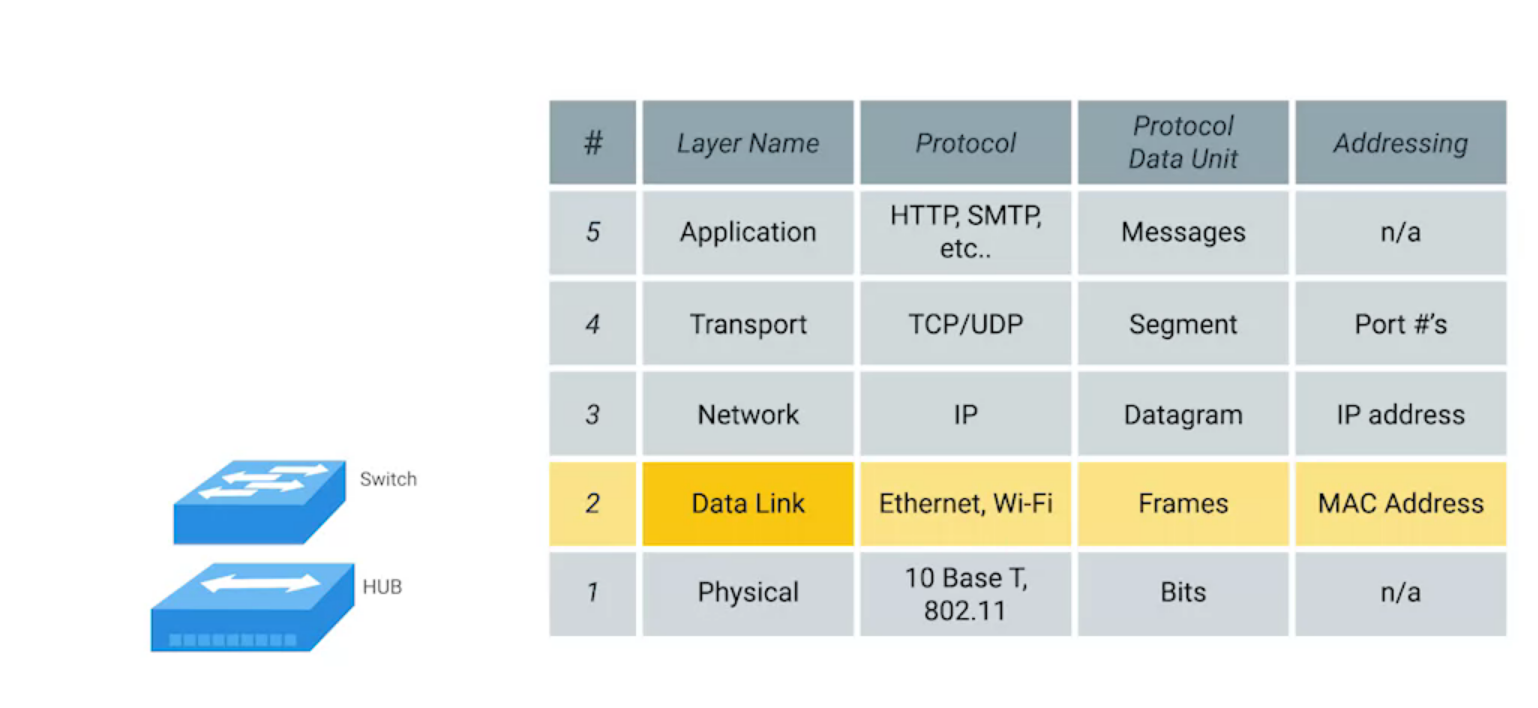 # Layer Name Protocol Protocol Data Unit Addressing
5 Application HTTP, SMTP, etc.. Messages n/a
4 Transport TCP/UDP Segment Port #’s
3 Network IP Datagram IP address
Switch
2 Data Link Ethernet, Wi-Fi Frames MAC Address
HUB
1 Physical 10 Base T, 802.11 Bits n/a